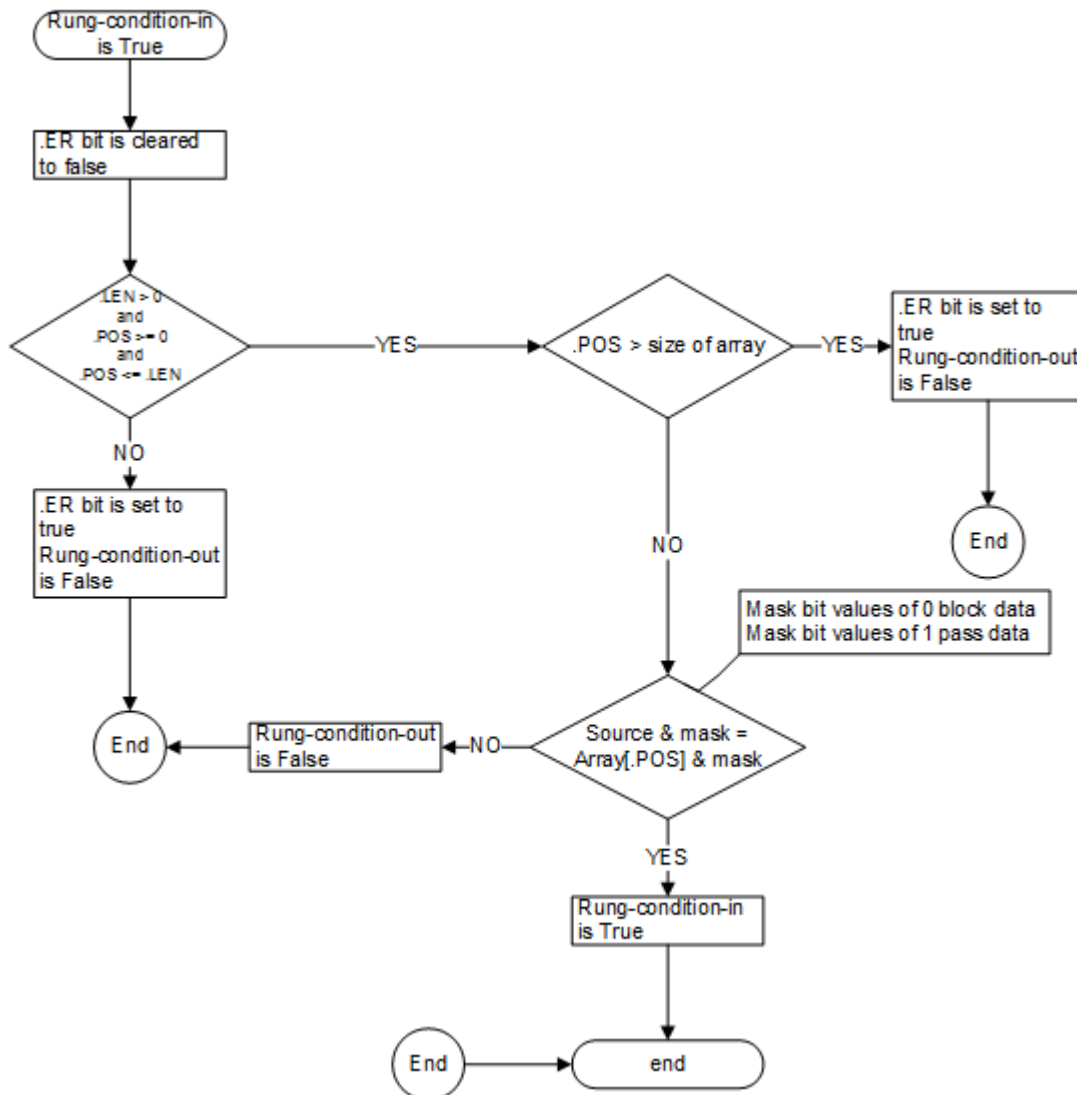 Rung-condition-in
is True
.ER bit is cleared
to false
.LEN > 0
and
.POS >= 0
and
.POS <= .LEN
YES
.POS > size of array
YES
.ER bit is set to
true
Rung-condition-out
is False
NO
.ER bit is set to
true
Rung-condition-out
is False
End
NO
Mask bit values of 0 block data
Mask bit values of 1 pass data
End
Rung-condition-out
is False
NO
Source & mask =
Array[.POS] & mask
YES
Rung-condition-in
is True
End
end